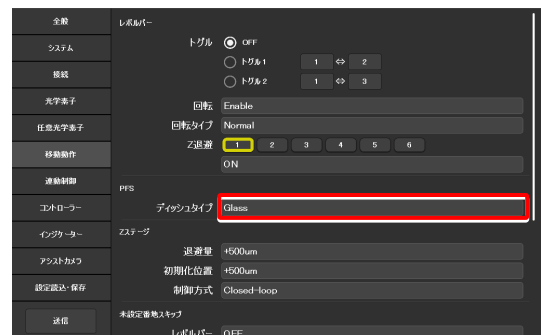 全般
システム
接続
光学素子
任意光学素子
移動動作
連動制御
コントローラー
インジケーター
アシストカメラ
設定読込・保存
送信
レボルバー
トグル OFF
トグル1 1 ⇔ 2
トグル2 1 ⇔ 3
回転 Enable
回転タイプ Normal
Z退避 1 2 3 4 5 6
ON
PFS
ディッシュタイプ Glass
Zステージ
退避量 +500um
初期化位置 +500um
制御方式 Closed-loop
未設定番地スキップ
レボルバー OFF